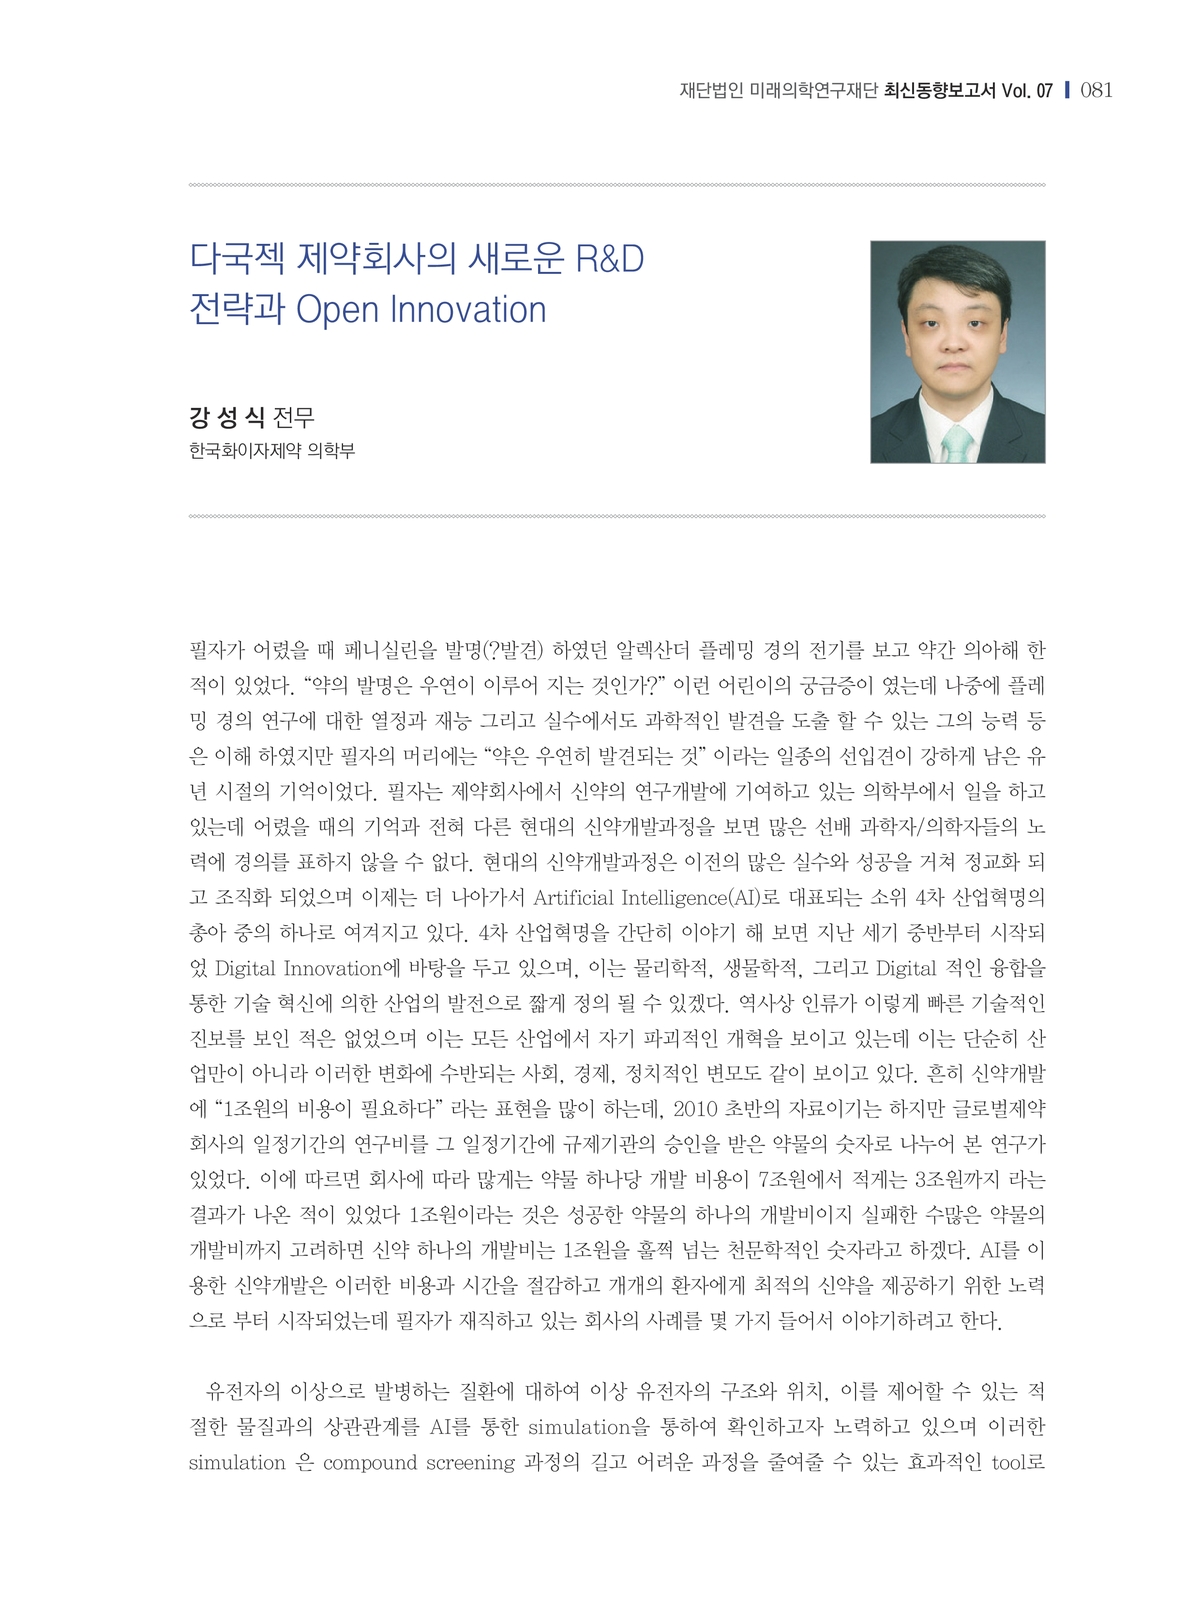 재단법인 미래의학연구재단 최신동향보고서 Vol. 07 081
다국젝 제약회사의 새로운 R&D
전략과 Open Innovation
강 성 식 전무
한국화이자제약 의학부
필자가 어렸을 때 페니실린을 발명(?발견) 하였던 알렉산더 플레밍 경의 전기를 보고 약간 의아해 한
적이 있었다. “약의 발명은 우연이 이루어 지는 것인가?” 이런 어린이의 궁금증이 였는데 나중에 플레
밍 경의 연구에 대한 열정과 재능 그리고 실수에서도 과학적인 발견을 도출 할 수 있는 그의 능력 등
은 이해 하였지만 필자의 머리에는 “약은 우연히 발견되는 것” 이라는 일종의 선입견이 강하게 남은 유
년 시절의 기억이었다. 필자는 제약회사에서 신약의 연구개발에 기여하고 있는 의학부에서 일을 하고
있는데 어렸을 때의 기억과 전혀 다른 현대의 신약개발과정을 보면 많은 선배 과학자/의학자들의 노
력에 경의를 표하지 않을 수 없다. 현대의 신약개발과정은 이전의 많은 실수와 성공을 거쳐 정교화 되
고 조직화 되었으며 이제는 더 나아가서 Artificial Intelligence(AI)로 대표되는 소위 4차 산업혁명의
총아 중의 하나로 여겨지고 있다. 4차 산업혁명을 간단히 이야기 해 보면 지난 세기 중반부터 시작되
었 Digital Innovation에 바탕을 두고 있으며, 이는 물리학적, 생물학적, 그리고 Digital 적인 융합을
통한 기술 혁신에 의한 산업의 발전으로 짧게 정의 될 수 있겠다. 역사상 인류가 이렇게 빠른 기술적인
진보를 보인 적은 없었으며 이는 모든 산업에서 자기 파괴적인 개혁을 보이고 있는데 이는 단순히 산
업만이 아니라 이러한 변화에 수반되는 사회, 경제, 정치적인 변모도 같이 보이고 있다. 흔히 신약개발
에 “1조원의 비용이 필요하다” 라는 표현을 많이 하는데, 2010 초반의 자료이기는 하지만 글로벌제약
회사의 일정기간의 연구비를 그 일정기간에 규제기관의 승인을 받은 약물의 숫자로 나누어 본 연구가
있었다. 이에 따르면 회사에 따라 많게는 약물 하나당 개발 비용이 7조원에서 적게는 3조원까지 라는
결과가 나온 적이 있었다 1조원이라는 것은 성공한 약물의 하나의 개발비이지 실패한 수많은 약물의
개발비까지 고려하면 신약 하나의 개발비는 1조원을 훌쩍 넘는 천문학적인 숫자라고 하겠다. AI를 이
용한 신약개발은 이러한 비용과 시간을 절감하고 개개의 환자에게 최적의 신약을 제공하기 위한 노력
으로 부터 시작되었는데 필자가 재직하고 있는 회사의 사례를 몇 가지 들어서 이야기하려고 한다.
유전자의 이상으로 발병하는 질환에 대하여 이상 유전자의 구조와 위치, 이를 제어할 수 있는 적
절한 물질과의 상관관계를 AI를 통한 simulation을 통하여 확인하고자 노력하고 있으며 이러한
simulation 은 compound screening 과정의 길고 어려운 과정을 줄여줄 수 있는 효과적인 tool로